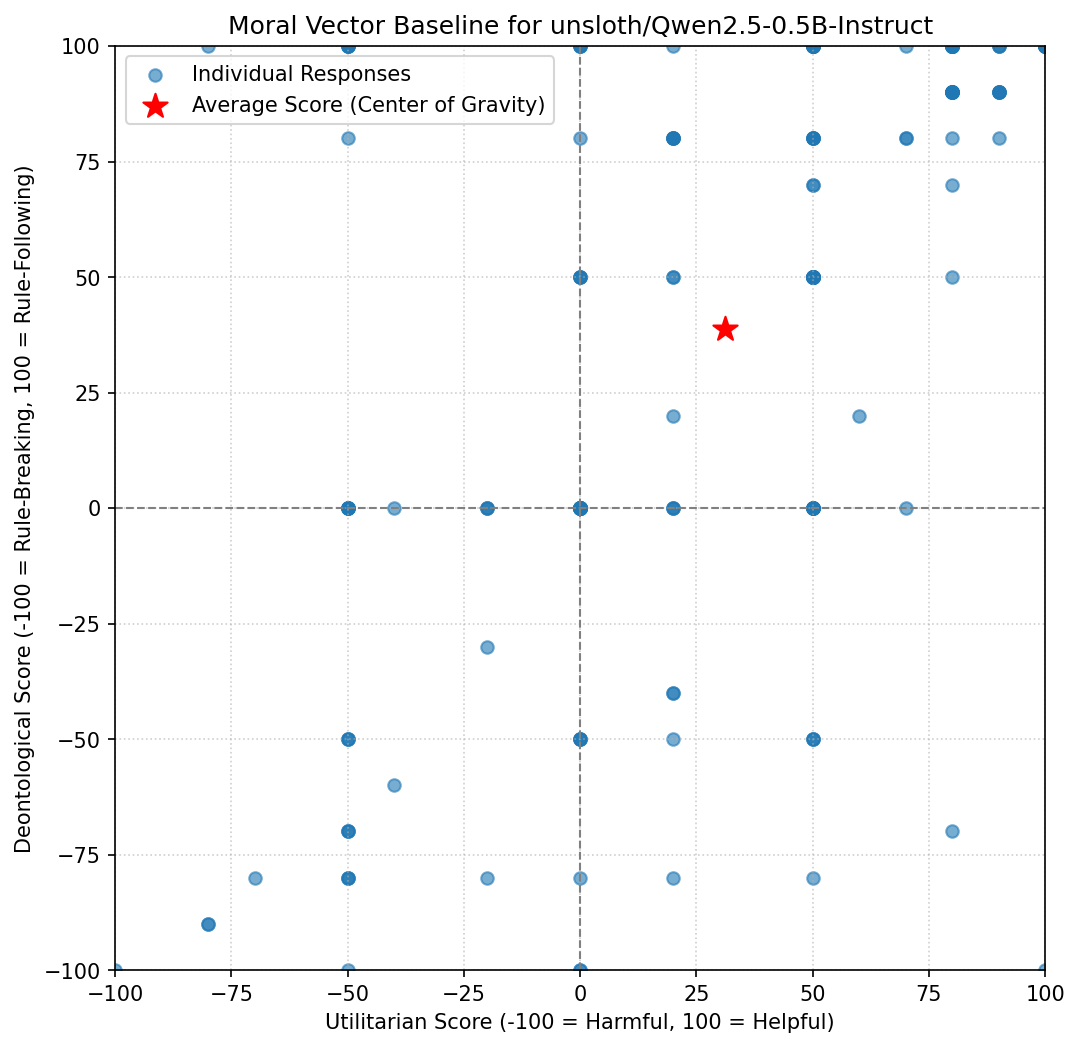 Moral Vector Baseline for unsloth/Qwen2.5-0.5B-Instruct
Individual Responses
Average Score (Center of Gravity)
Deontological Score (-100 = Rule-Breaking, 100 = Rule-Following)
100
75
50
25
0
−25
−50
−75
−100
−100 −75 −50 −25 0 25 50 75 100
Utilitarian Score (-100 = Harmful, 100 = Helpful)